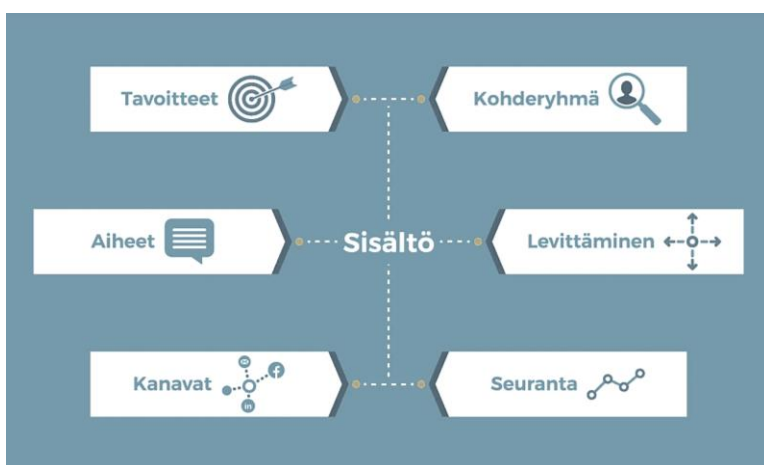 Tavoitteet
Kohderyhmä
Aiheet
Sisältö
Levittäminen
Kanavat
Seuranta